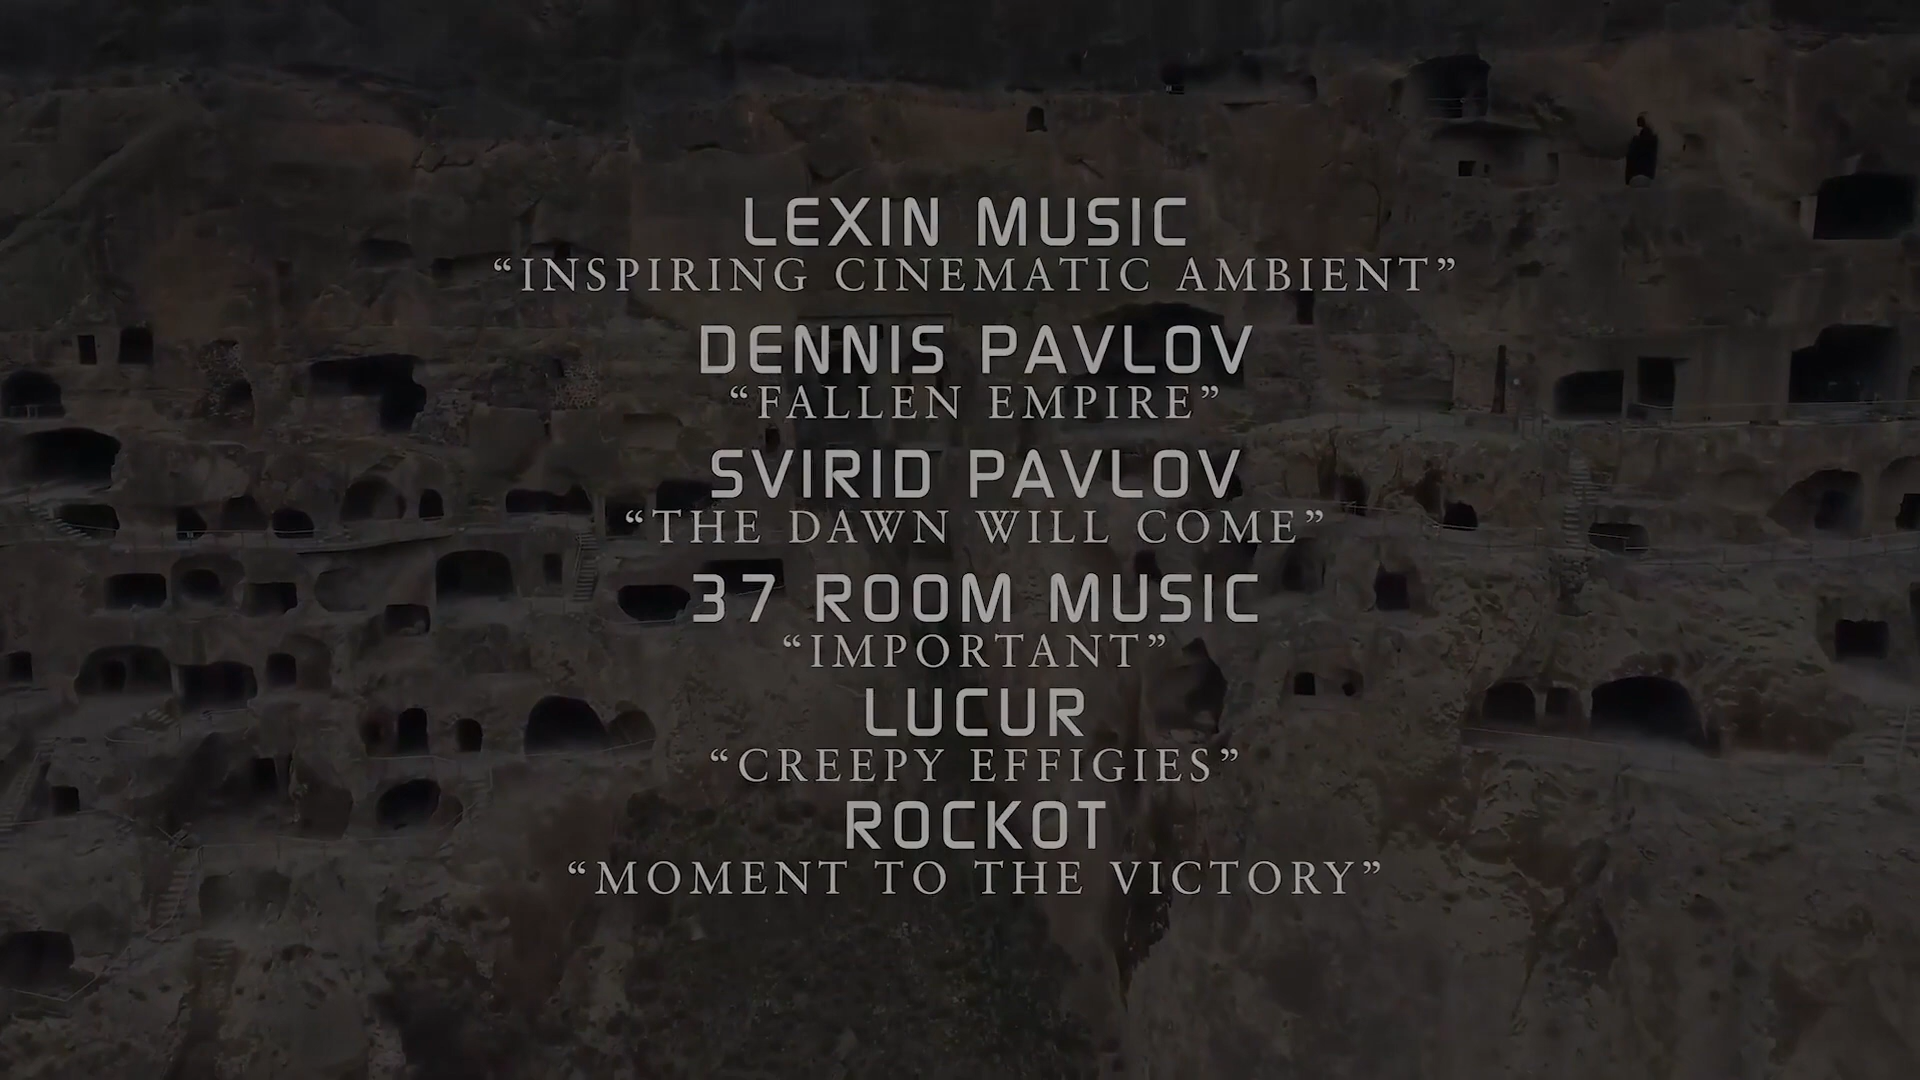 LEXIN MUSIC
“INSPIRING CINEMATIC AMBIENT”
DENNIS PAVLOV
“FALLEN EMPIRE”
SVIRID PAVLOV
“THE DAWN WILL COME”
37 ROOM MUSIC
“IMPORTANT”
LUCUR
“CREEPY EFFIGIES”
ROCKOT
“MOMENT TO THE VICTORY”